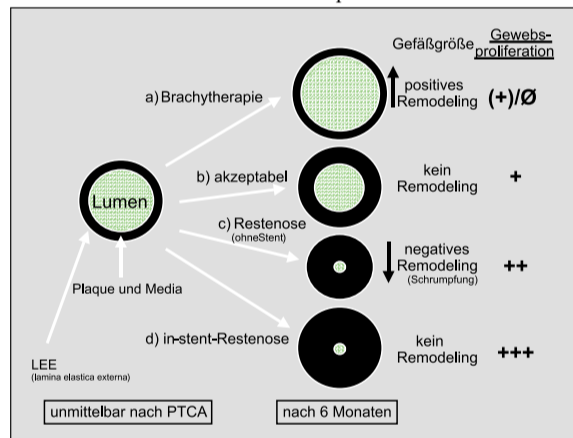 Gefäßgröße
Gewebs-
proliferation
a) Brachytherapie
positives
Remodeling
(+)/Ø
b) akzeptabel
kein
Remodeling
+
Lumen
c) Restenose
(ohneStent)
negatives
Remodeling
(Schrumpfung)
++
Plaque und Media
d) in-stent-Restenose
kein
Remodeling
+++
LEE
(lamina elastica externa)
unmittelbar nach PTCA
nach 6 Monaten